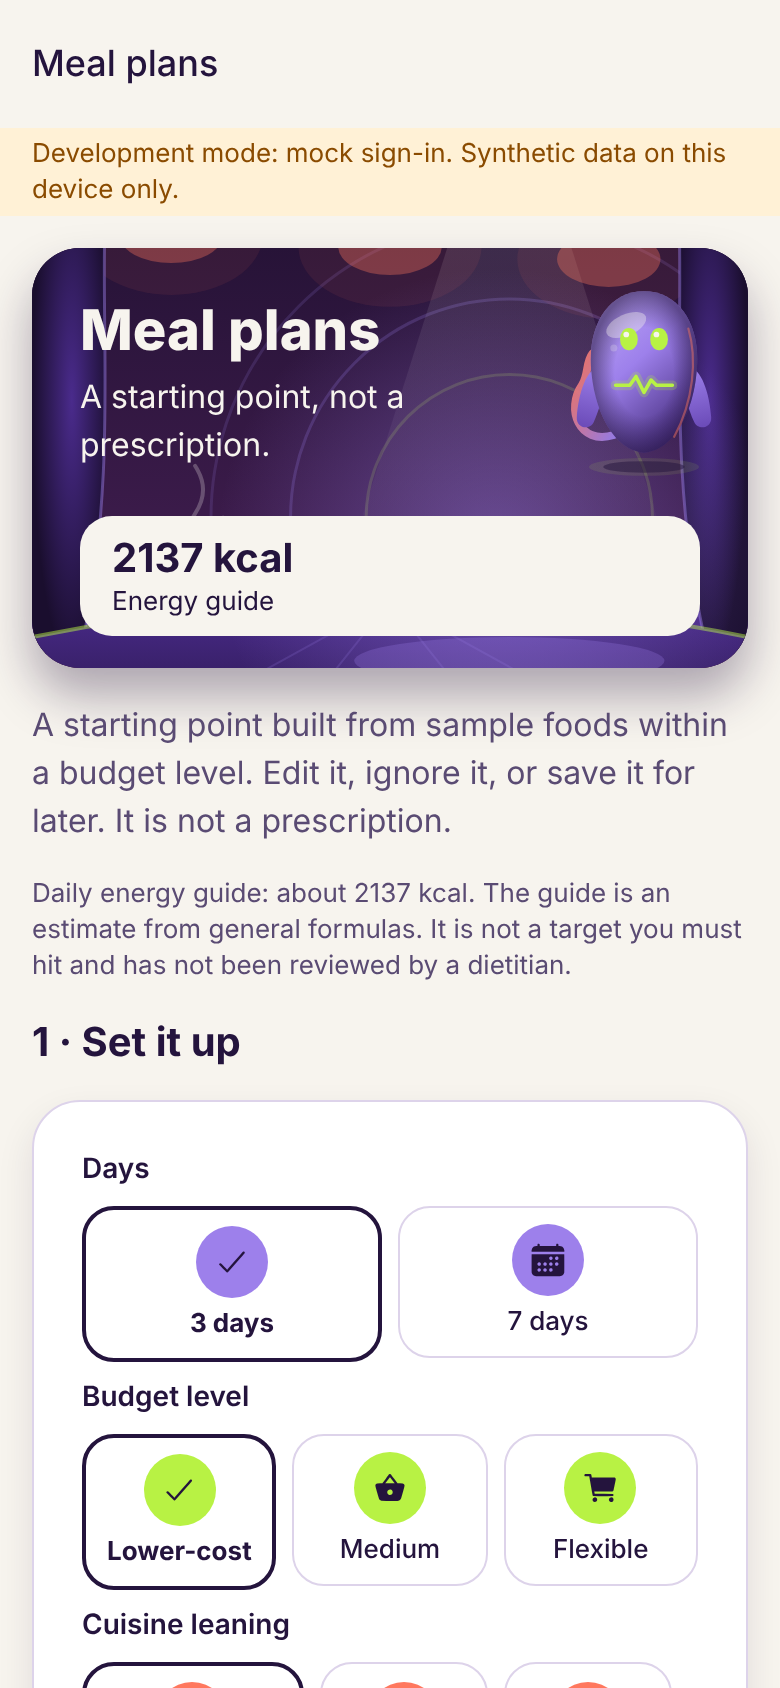 Meal plans
Development mode: mock sign-in. Synthetic data on this
device only.
Meal plans
A starting point, not a
prescription.
2137 kcal
Energy guide
A starting point built from sample foods within
a budget level. Edit it, ignore it, or save it for
later. It is not a prescription.
Daily energy guide: about 2137 kcal. The guide is an
estimate from general formulas. It is not a target you must
hit and has not been reviewed by a dietitian.
1 · Set it up
Days
3 days
7 days
Budget level
Lower-cost
Medium
Flexible
Cuisine leaning